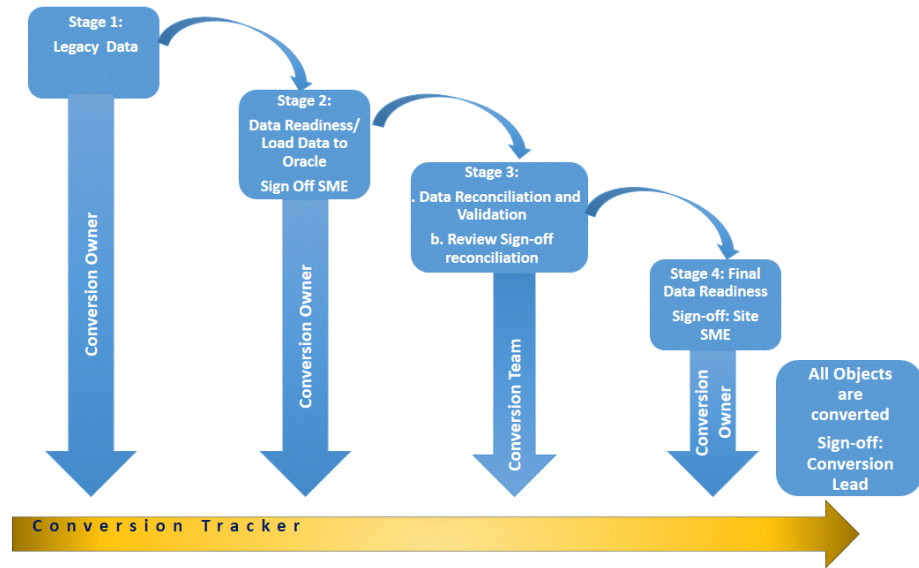 Stage 1:
Legacy Data
Conversion Owner
Stage 2:
Data Readiness/
Load Data to
Oracle
Sign Off SME
Conversion Owner
Stage 3:
. Data Reconciliation and
Validation
b. Review Sign-off
reconciliation
Conversion Team
Stage 4: Final
Data Readiness
Sign-off: Site
SME
Conversion
Owner
All Objects
are
converted
Sign-off:
Conversion
Lead
Conversion Tracker